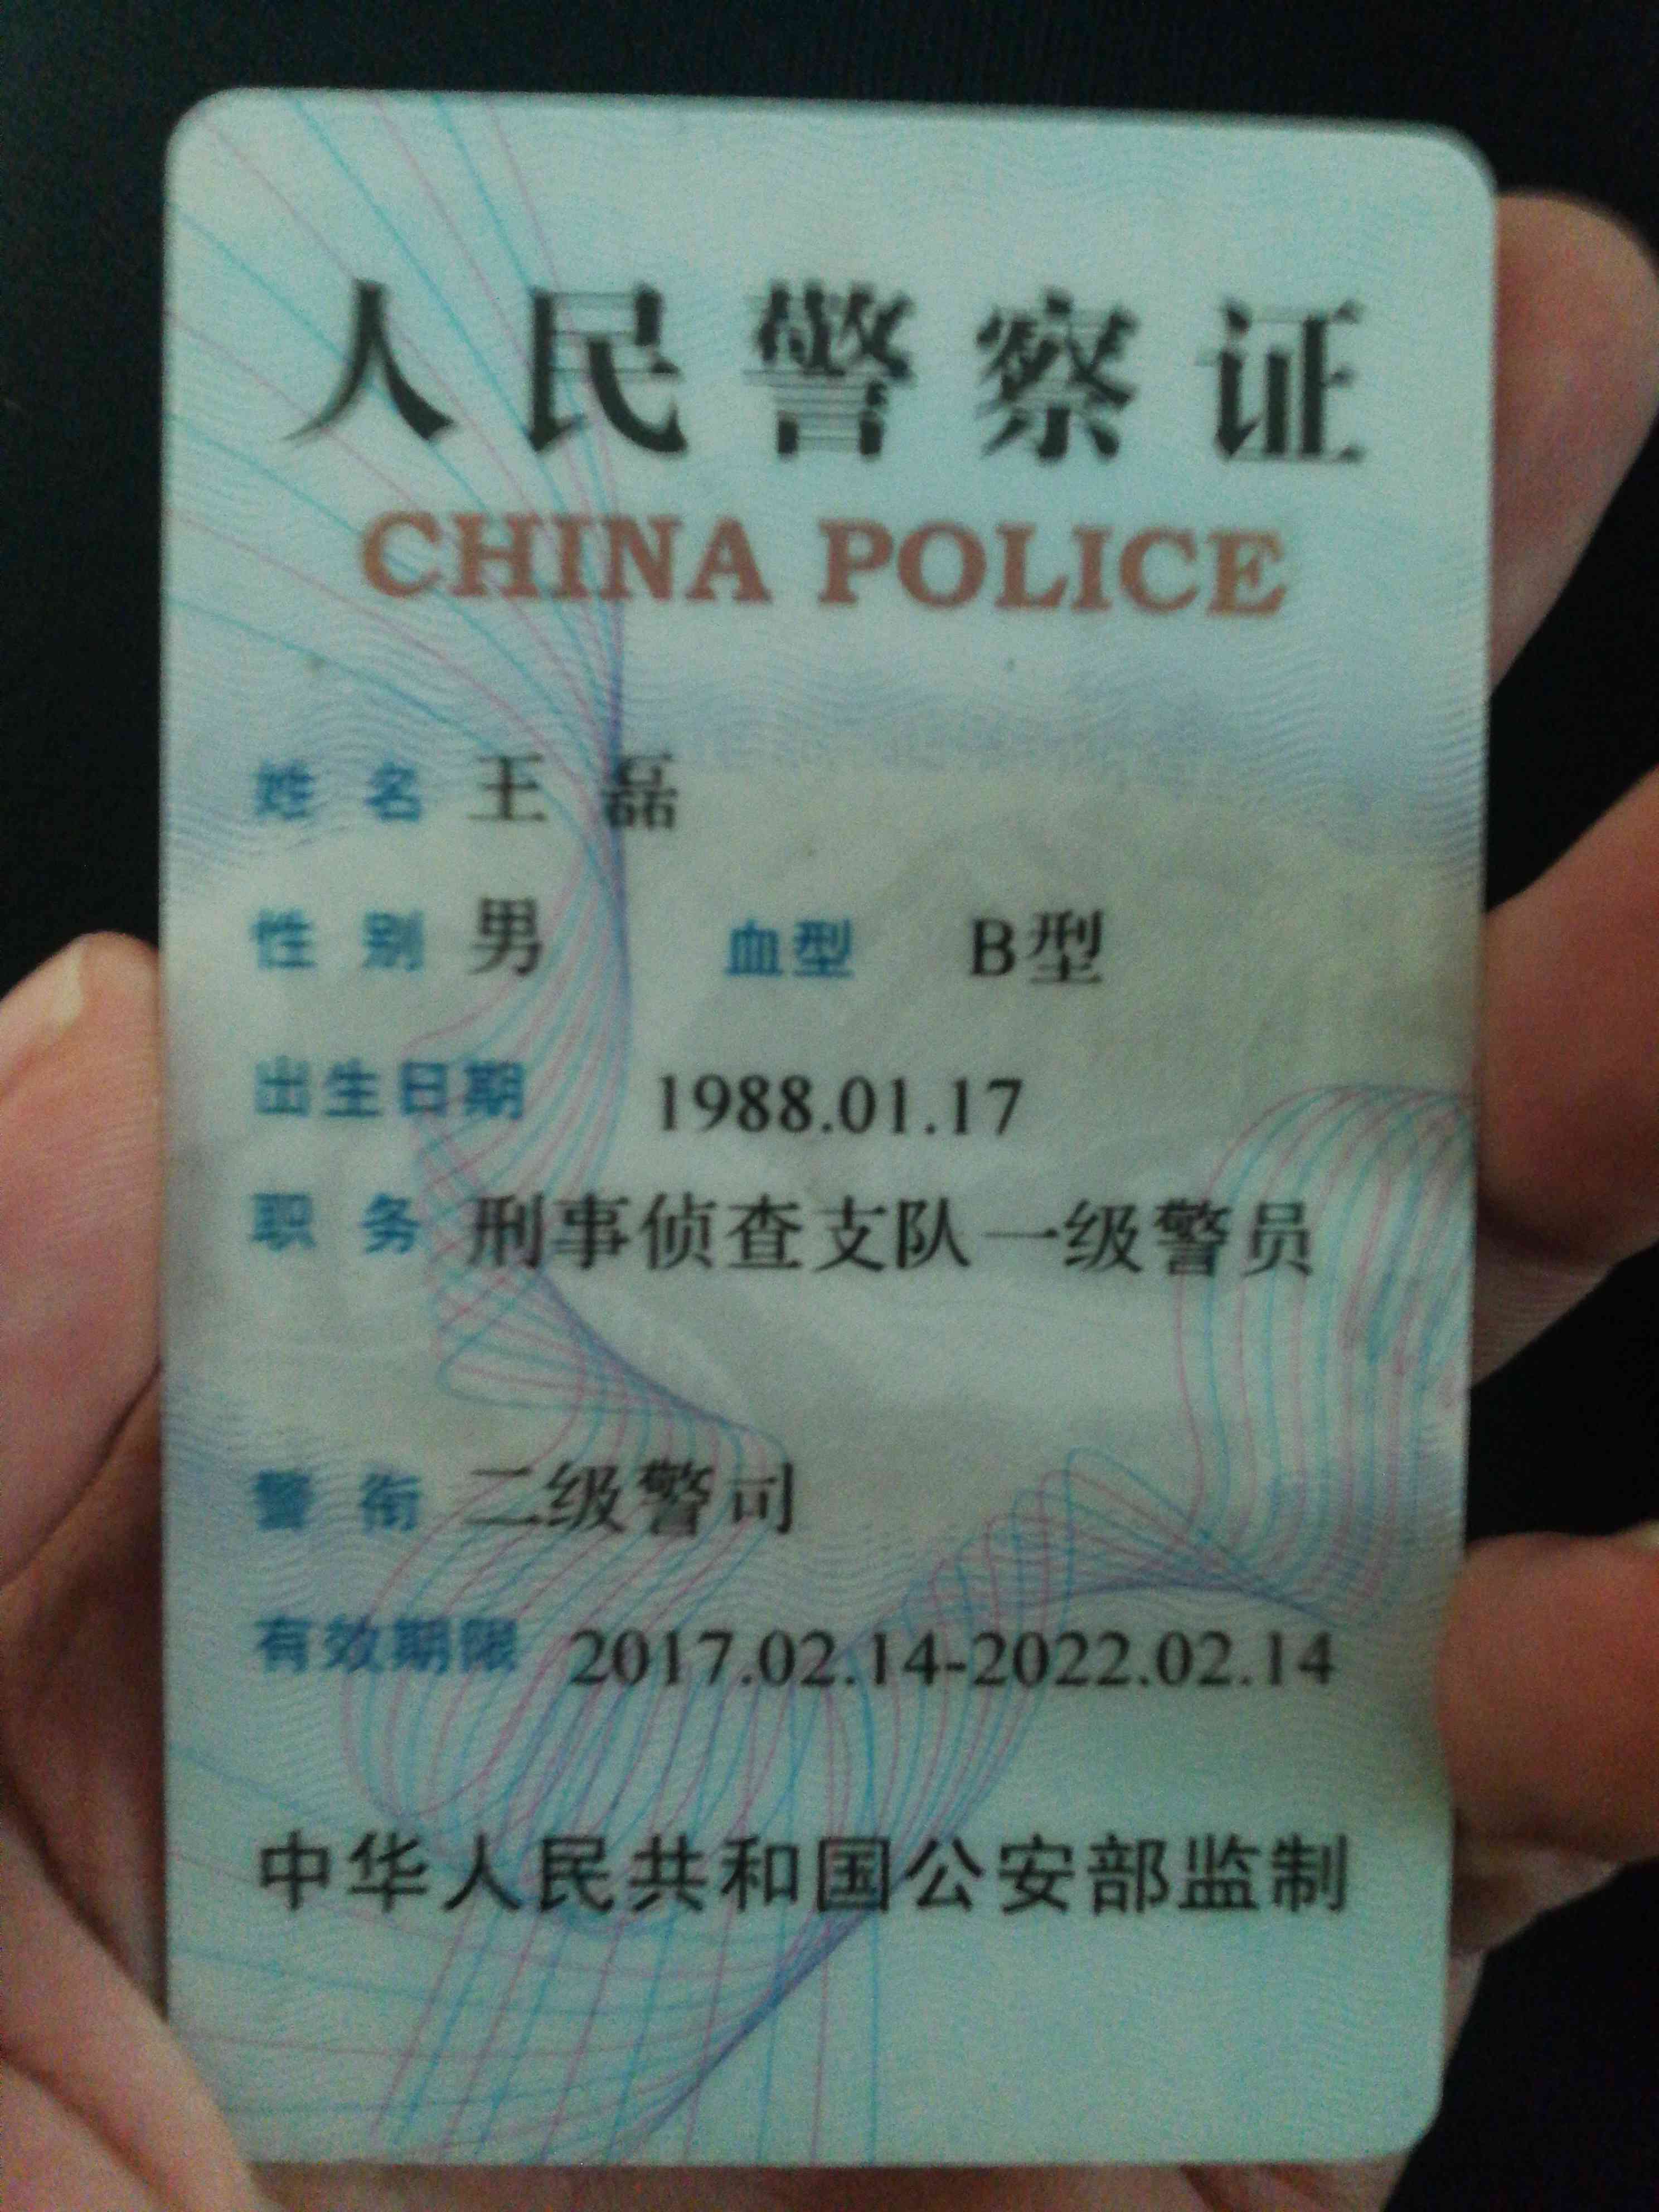 人民警察证
CHINA POLICE
姓 名 王 磊
性 别 男 血型 B型
出生日期 1988.01.17
职 务 刑事侦查支队一级警员
警 衔 二级警司
有效期限 2017.02.14-2022.02.14
中华人民共和国公安部监制